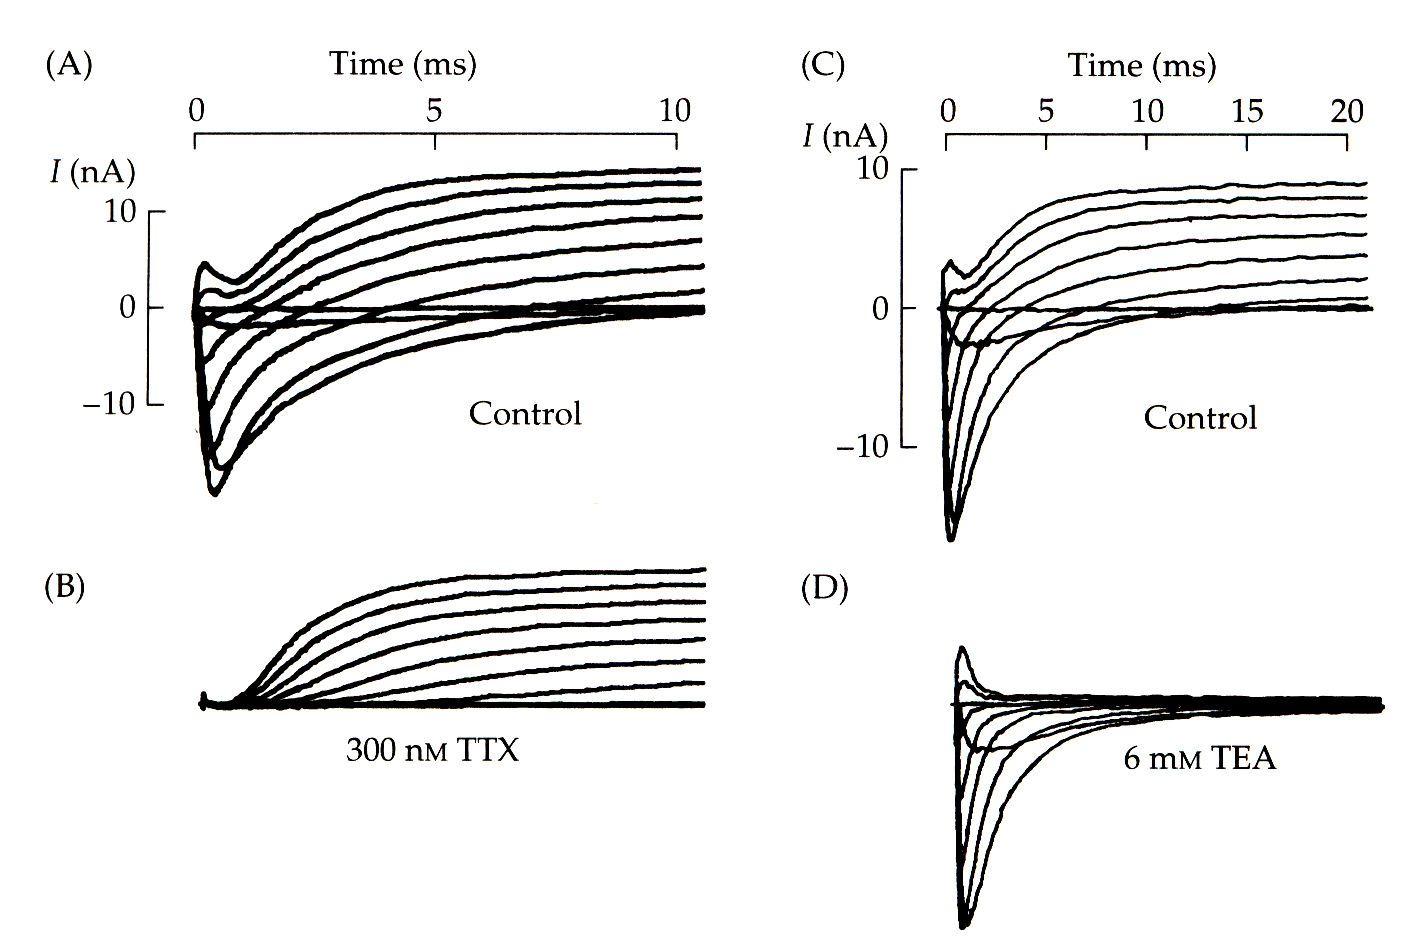 (A)
Time (ms)
0 5 10
I (nA)
10
0
–10
Control
(B)
300 nM TTX
(C)
Time (ms)
0 5 10 15 20
I (nA)
10
0
–10
Control
(D)
6 mM TEA